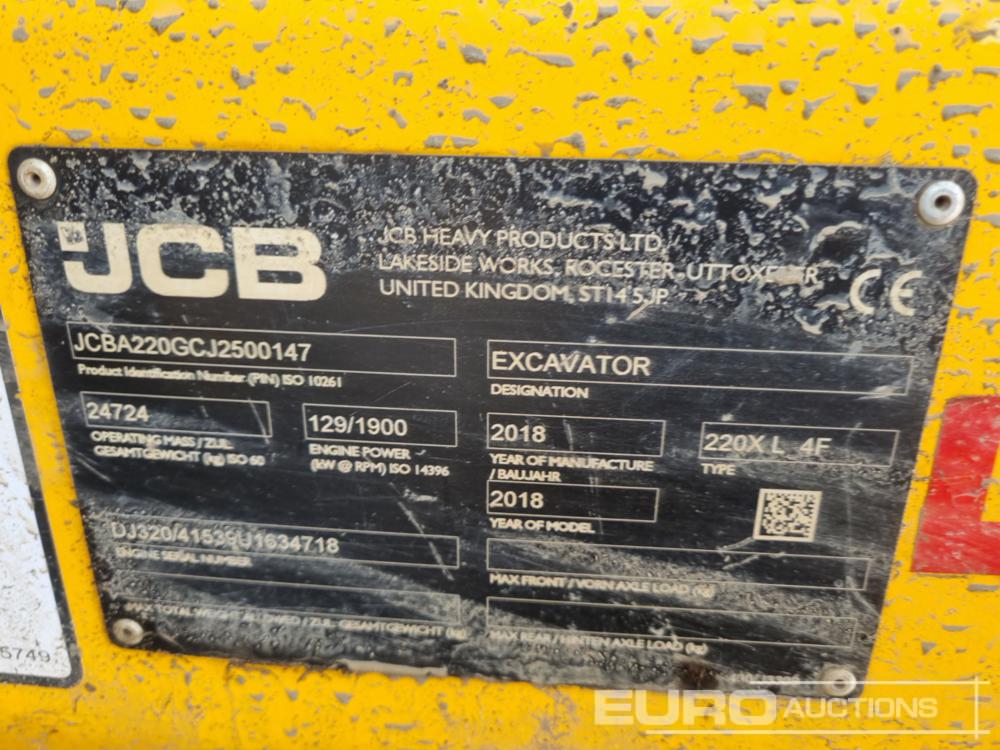 JCB
JCB HEAVY PRODUCTS LTD,
LAKESIDE WORKS, ROCESTER, UTTOXETER
UNITED KINGDOM, ST14 5JP
CE
JCBA220GCJ2500147
Product Identification Number (PIN) ISO 10261
EXCAVATOR
DESIGNATION
24724
OPERATING MASS / ZUL.
GESAMTGEWICHT (kg) ISO 60
129/1900
ENGINE POWER
(kW @ RPM) ISO 14396
2018
YEAR OF MANUFACTURE
/ BAUJAHR
220X L 4F
TYPE
2018
YEAR OF MODEL
DJ320/41539U1634718
ENGINE SERIAL NUMBER
MAX FRONT / VORN AXLE LOAD (kg)
MAX TOTAL WEIGHT ALLOWED / ZUL. GESAMTGEWICHT (kg)
MAX REAR / HINTEN AXLE LOAD (kg)
5749
EURO AUCTIONS